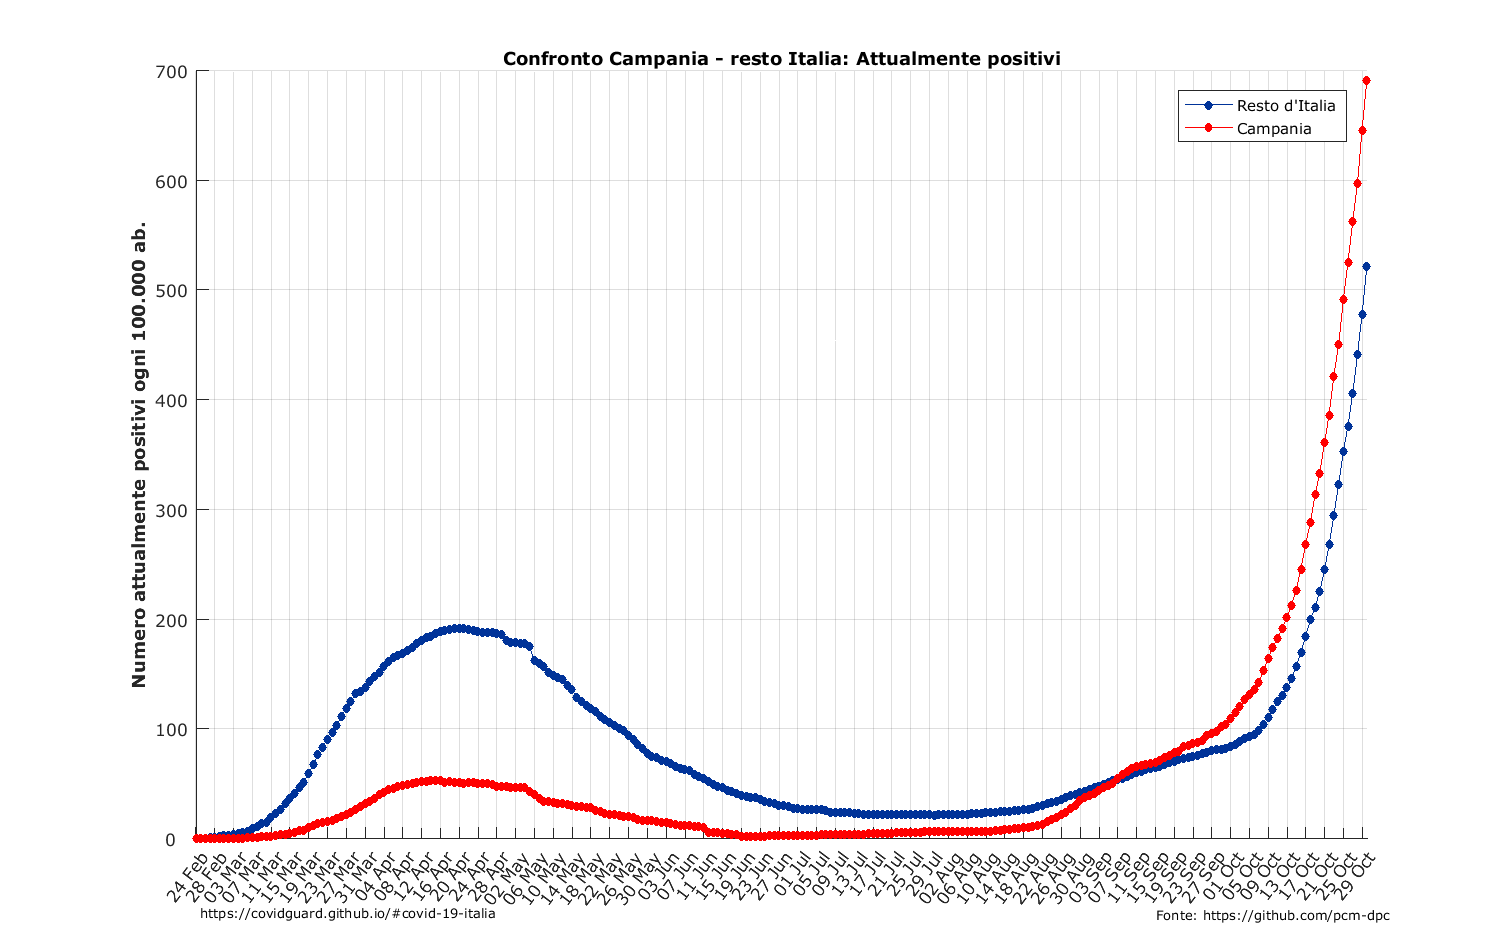 Confronto Campania - resto Italia: Attualmente positivi
Numero attualmente positivi ogni 100.000 ab.
700
600
500
400
300
200
100
0
Resto d'Italia
Campania
24 Feb
28 Feb
03 Mar
07 Mar
11 Mar
15 Mar
19 Mar
23 Mar
27 Mar
31 Mar
04 Apr
08 Apr
12 Apr
16 Apr
20 Apr
24 Apr
28 Apr
02 May
06 May
10 May
14 May
18 May
22 May
26 May
30 May
03 Jun
07 Jun
11 Jun
15 Jun
19 Jun
23 Jun
27 Jun
01 Jul
05 Jul
09 Jul
13 Jul
17 Jul
21 Jul
25 Jul
29 Jul
02 Aug
06 Aug
10 Aug
14 Aug
18 Aug
22 Aug
26 Aug
30 Aug
03 Sep
07 Sep
11 Sep
15 Sep
19 Sep
23 Sep
27 Sep
01 Oct
05 Oct
09 Oct
13 Oct
17 Oct
21 Oct
25 Oct
29 Oct
https://covidguard.github.io/#covid-19-italia
Fonte: https://github.com/pcm-dpc